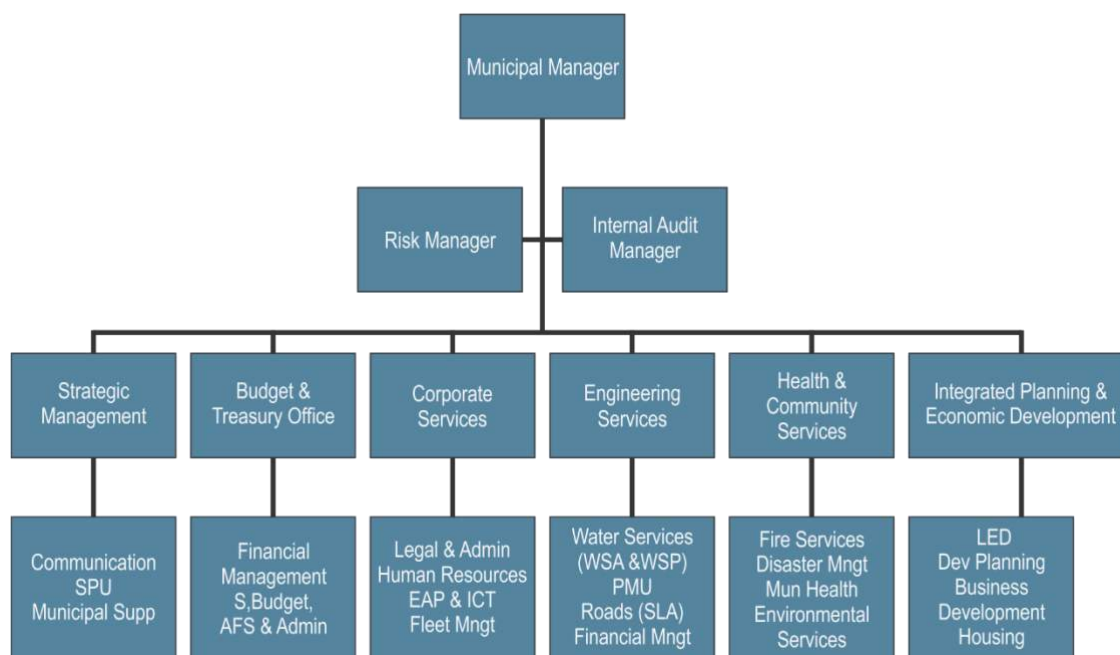 Municipal Manager
Risk Manager
Internal Audit
Manager
Strategic
Management
Budget &
Treasury Office
Corporate
Services
Engineering
Services
Health &
Community
Services
Integrated Planning &
Economic Development
Communication
SPU
Municipal Supp
Financial
Management
S,Budget,
AFS & Admin
Legal & Admin
Human Resources
EAP & ICT
Fleet Mngt
Water Services
(WSA &WSP)
PMU
Roads (SLA)
Financial Mngt
Fire Services
Disaster Mngt
Mun Health
Environmental
Services
LED
Dev Planning
Business
Development
Housing